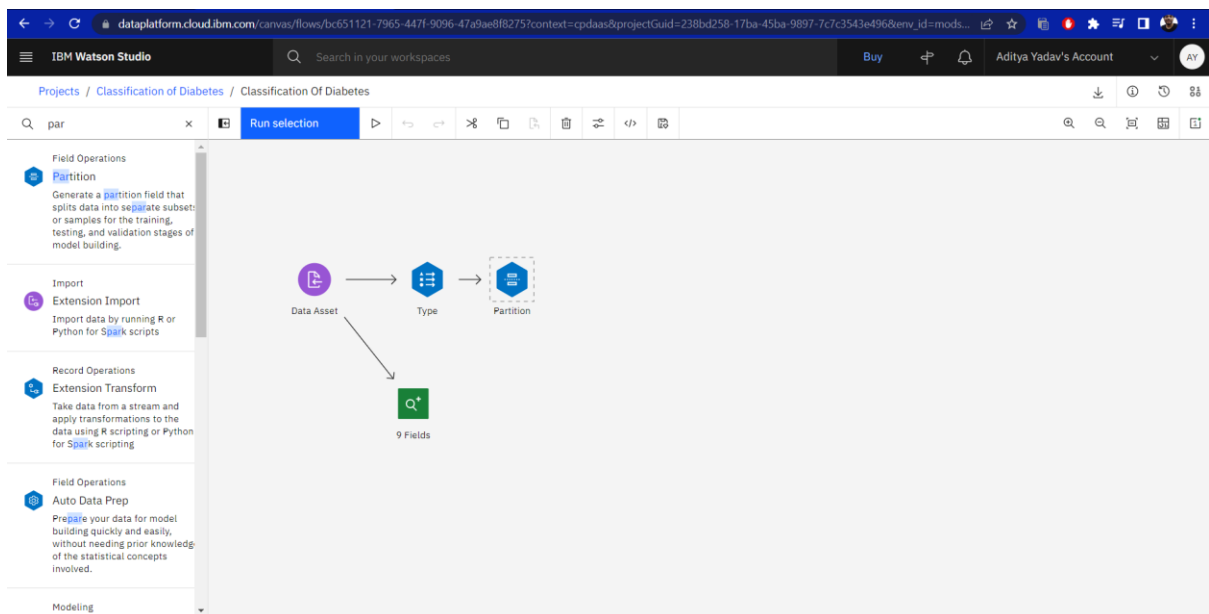 dataplatform.cloud.ibm.com/canvas/flows/bc651121-7965-447f-9096-47a9ae8f8275?context=cpdaas&projectGuid=238bd258-17ba-45ba-9897-7c7c3543e496&env_id=mods...
IBM Watson Studio
Search in your workspaces
Buy
Aditya Yadav's Account
AY
Projects / Classification of Diabetes / Classification Of Diabetes
par
Run selection
Field Operations
Partition
Generate a partition field that
splits data into separate subsets
or samples for the training,
testing, and validation stages of
model building.
Import
Extension Import
Import data by running R or
Python for Spark scripts
Record Operations
Extension Transform
Take data from a stream and
apply transformations to the
data using R scripting or Python
for Spark scripting
Field Operations
Auto Data Prep
Prepare your data for model
building quickly and easily,
without needing prior knowledg
of the statistical concepts
involved.
Modeling
Data Asset
Type
Partition
9 Fields